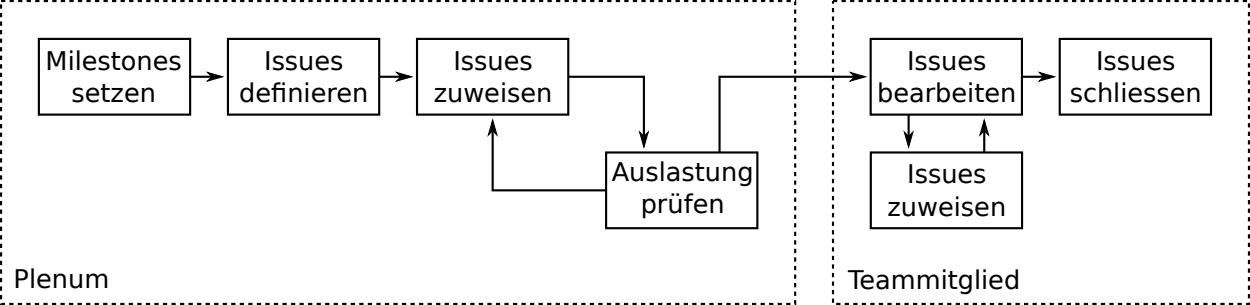 Milestones
setzen
Issues
definieren
Issues
zuweisen
Auslastung
prüfen
Plenum
Issues
bearbeiten
Issues
schliessen
Issues
zuweisen
Teammitglied